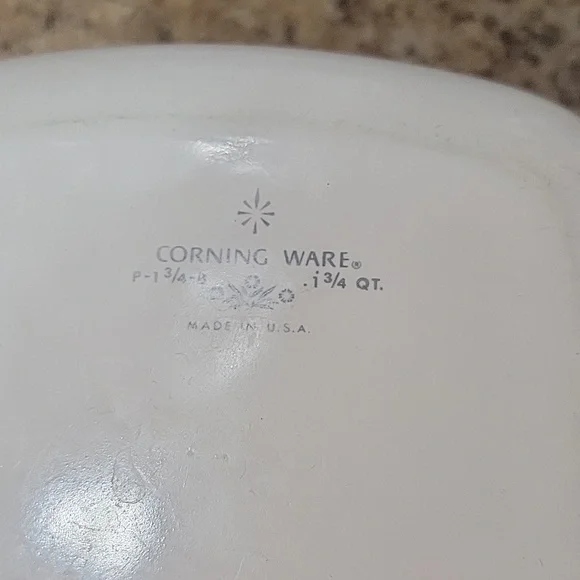 CORNING WARE®
P-1 3/4-B .1 3/4 QT.
MADE IN U.S.A.